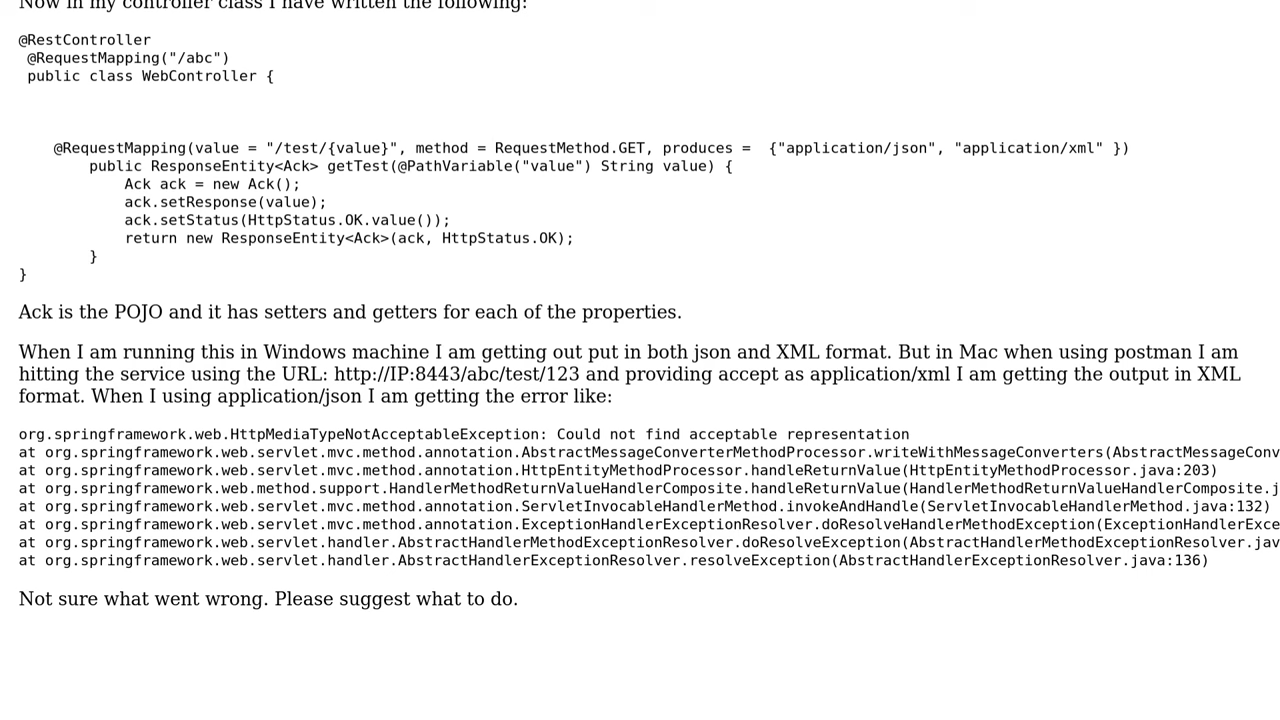 Now in my controller class I have written the following:
@RestController
@RequestMapping("/abc")
public class WebController {
@RequestMapping(value = "/test/{value}", method = RequestMethod.GET, produces =  {"application/json", "application/xml" })
public ResponseEntity<Ack> getTest(@PathVariable("value") String value) {
Ack ack = new Ack();
ack.setResponse(value);
ack.setStatus(HttpStatus.OK.value());
return new ResponseEntity<Ack>(ack, HttpStatus.OK);
}
}
Ack is the POJO and it has setters and getters for each of the properties.
When I am running this in Windows machine I am getting out put in both json and XML format. But in Mac when using postman I am
hitting the service using the URL: http://IP:8443/abc/test/123 and providing accept as application/xml I am getting the output in XML
format. When I using application/json I am getting the error like:
org.springframework.web.HttpMediaTypeNotAcceptableException: Could not find acceptable representation
at org.springframework.web.servlet.mvc.method.annotation.AbstractMessageConverterMethodProcessor.writeWithMessageConverters(AbstractMessageConv
at org.springframework.web.servlet.mvc.method.annotation.HttpEntityMethodProcessor.handleReturnValue(HttpEntityMethodProcessor.java:203)
at org.springframework.web.method.support.HandlerMethodReturnValueHandlerComposite.handleReturnValue(HandlerMethodReturnValueHandlerComposite.j
at org.springframework.web.servlet.mvc.method.annotation.ServletInvocableHandlerMethod.invokeAndHandle(ServletInvocableHandlerMethod.java:132)
at org.springframework.web.servlet.mvc.method.annotation.ExceptionHandlerExceptionResolver.doResolveHandlerMethodException(ExceptionHandlerExce
at org.springframework.web.servlet.handler.AbstractHandlerMethodExceptionResolver.doResolveException(AbstractHandlerMethodExceptionResolver.jav
at org.springframework.web.servlet.handler.AbstractHandlerExceptionResolver.resolveException(AbstractHandlerExceptionResolver.java:136)
Not sure what went wrong. Please suggest what to do.